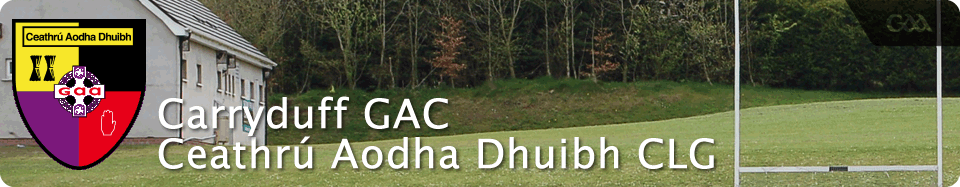 Ceathrú Aodha Dhuibh
Gaa
Carryduff GAC
Ceathrú Aodha Dhuibh CLG
GAA